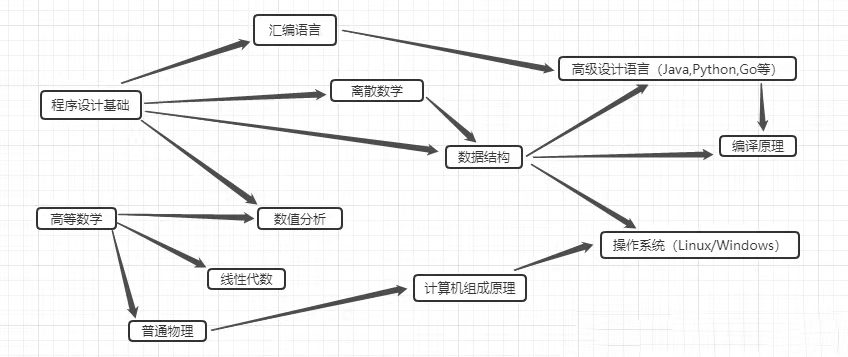 汇编语言
高级设计语言（Java,Python,Go等）
离散数学
程序设计基础
编译原理
数据结构
高等数学
数值分析
操作系统（Linux/Windows）
线性代数
计算机组成原理
普通物理